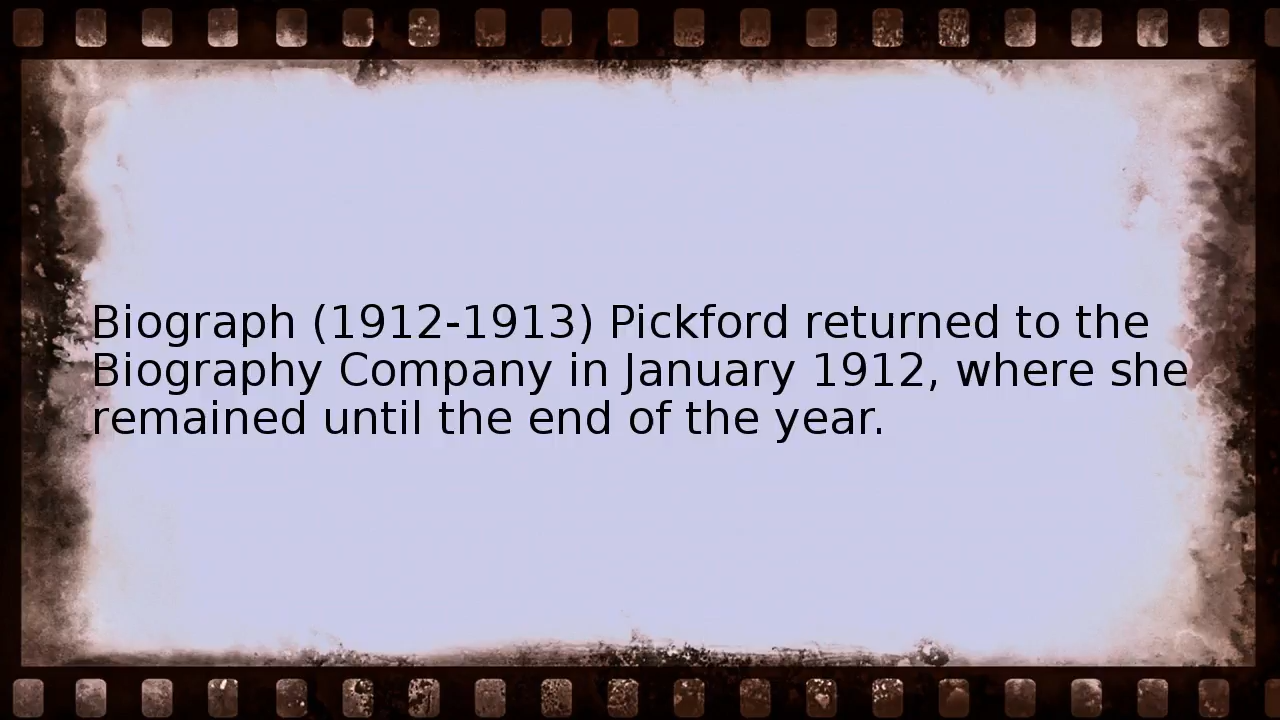 Biograph (1912-1913) Pickford returned to the
Biography Company in January 1912, where she
remained until the end of the year.